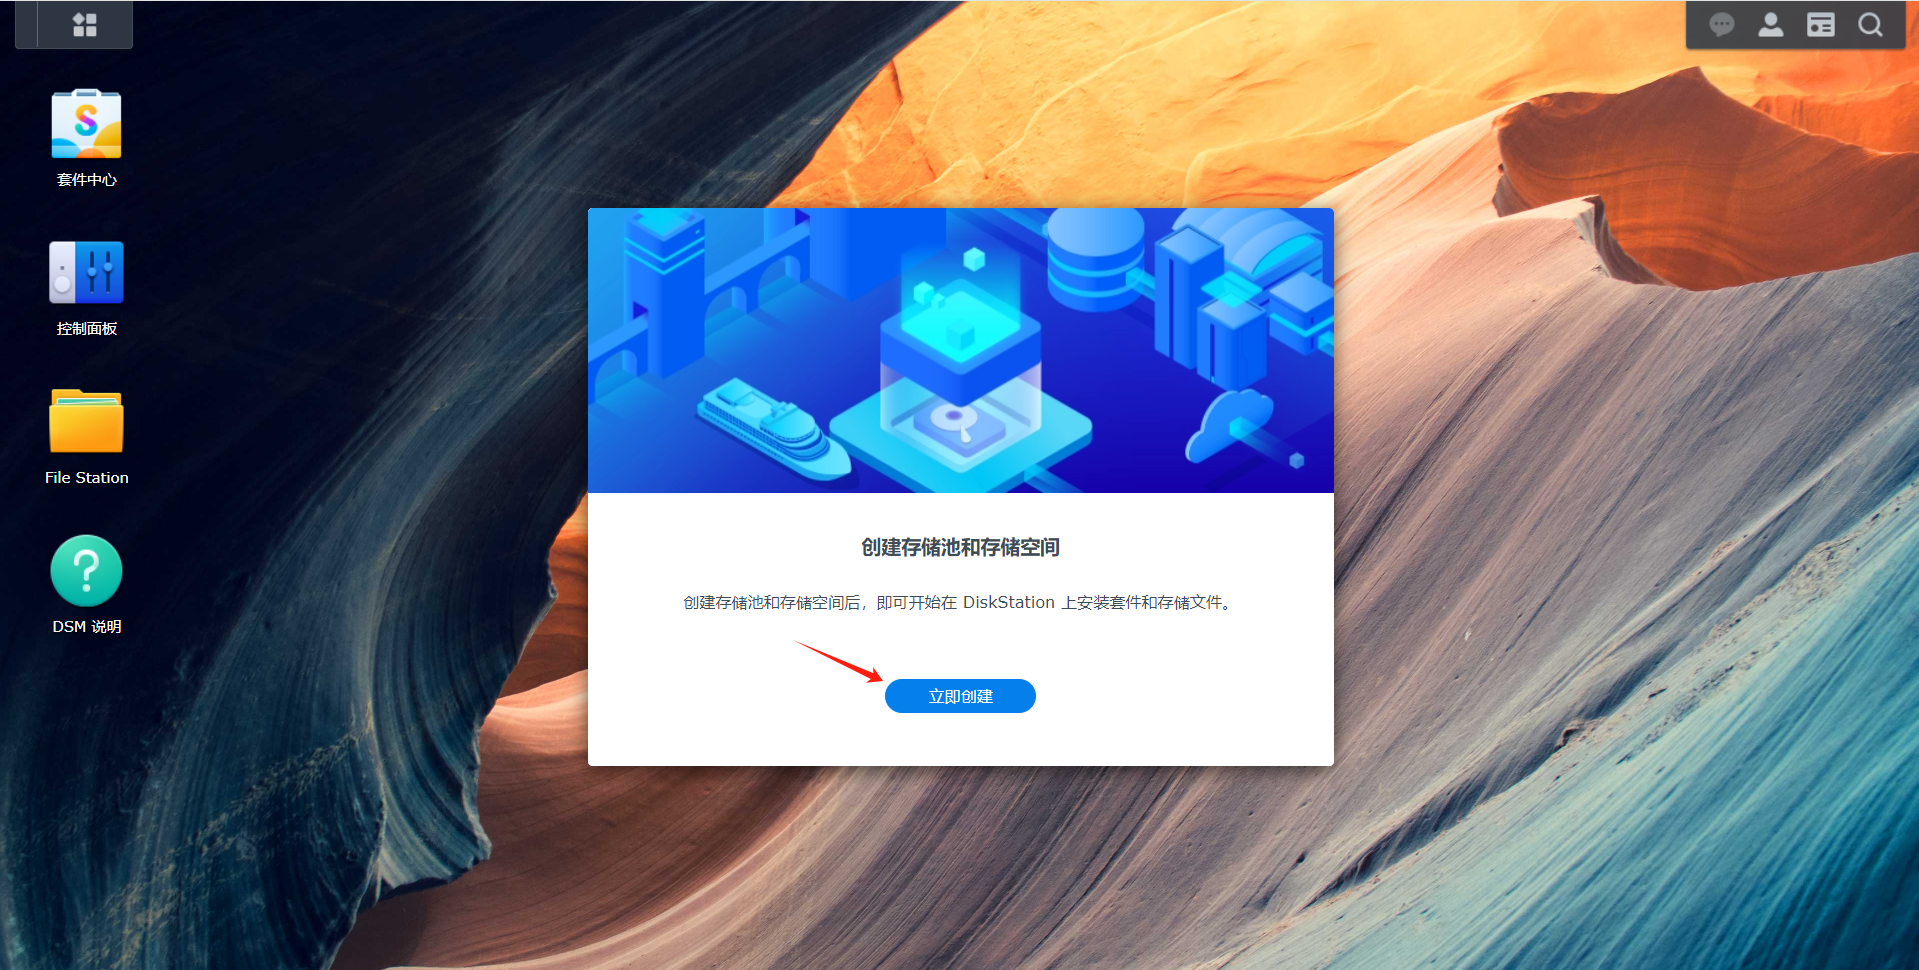 套件中心
控制面板
File Station
DSM 说明
创建存储池和存储空间
创建存储池和存储空间后，即可开始在 DiskStation 上安装套件和存储文件。
立即创建